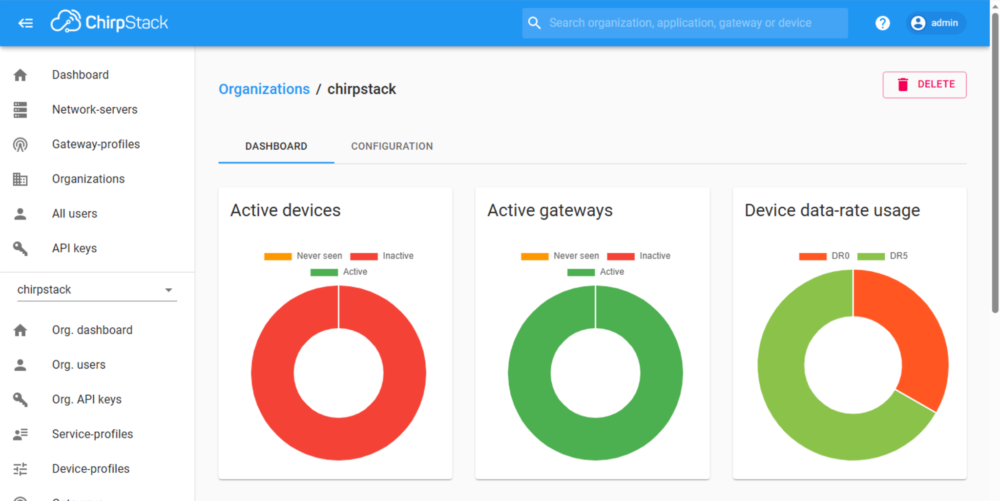 ChirpStack
Search organization, application, gateway or device
?
admin
Dashboard
Network-servers
Gateway-profiles
Organizations
All users
API keys
chirpstack
Org. dashboard
Org. users
Org. API keys
Service-profiles
Device-profiles
Organizations / chirpstack
DELETE
DASHBOARD
CONFIGURATION
Active devices
Never seen
Inactive
Active
Active gateways
Never seen
Inactive
Active
Device data-rate usage
DR0
DR5